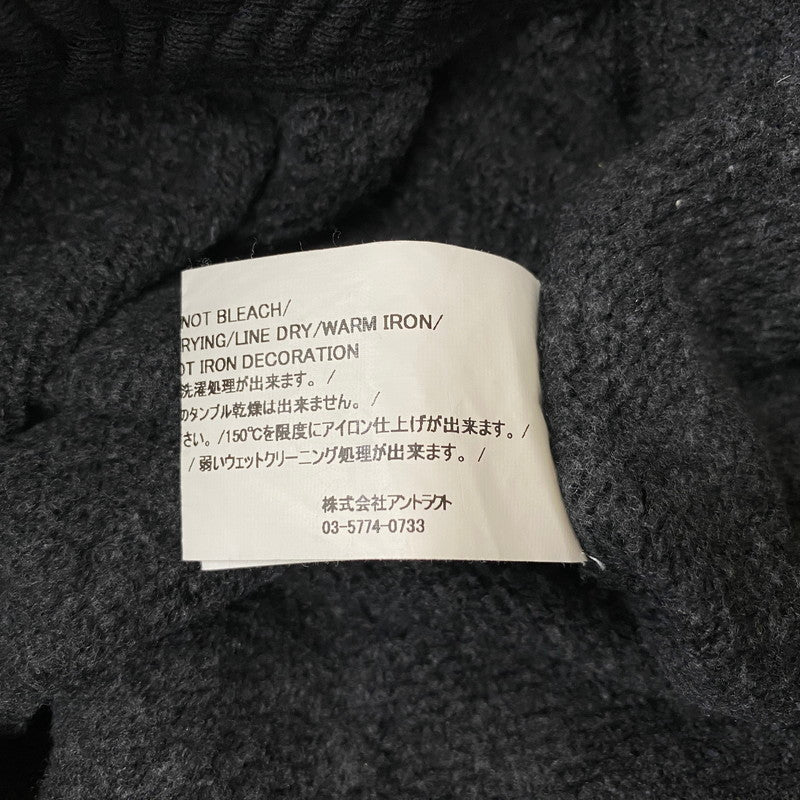 NOT BLEACH/
RYING/LINE DRY/WARM IRON/
OT IRON DECORATION
洗濯処理が出来ます。/
のタンブル乾燥は出来ません。/
さい。/150℃を限度にアイロン仕上げが出来ます。/
/弱いウェットクリーニング処理が出来ます。/
株式会社アントラクト
03-5774-0733